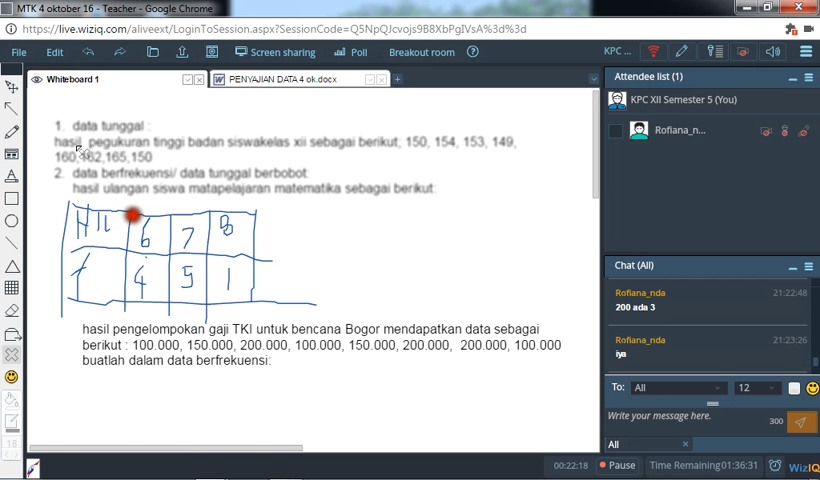 MTK 4 oktober 16 - Teacher - Google Chrome
https://live.wiziq.com/aliveext/LoginToSession.aspx?SessionCode=Q5NpQJcvojs9B8XbPgIVsA%3d%3d
File Edit Screen sharing Poll Breakout room KPC ...
Whiteboard 1 PENYAJIAN DATA 4 ok.docx
Attendee list (1)
KPC XII Semester 5 (You)
Rofiana_n...
1. data tunggal :
hasil pegukuran tinggi badan siswakelas xii sebagai berikut; 150, 154, 153, 149,
160,162,165,150
2. data berfrekuensi/ data tunggal berbobot:
hasil ulangan siswa matapelajaran matematika sebagai berikut:
6 7 8
f 4 5 1
hasil pengelompokan gaji TKI untuk bencana Bogor mendapatkan data sebagai
berikut : 100.000, 150.000, 200.000, 100.000, 150.000, 200.000, 200.000, 100.000
buatlah dalam data berfrekuensi:
Chat (All)
Rofiana_nda 21:22:48
200 ada 3
Rofiana_nda 21:23:26
iya
To: All 12
Write your message here. 300
All
18
00:22:18 Pause Time Remaining01:36:31 WizIQ